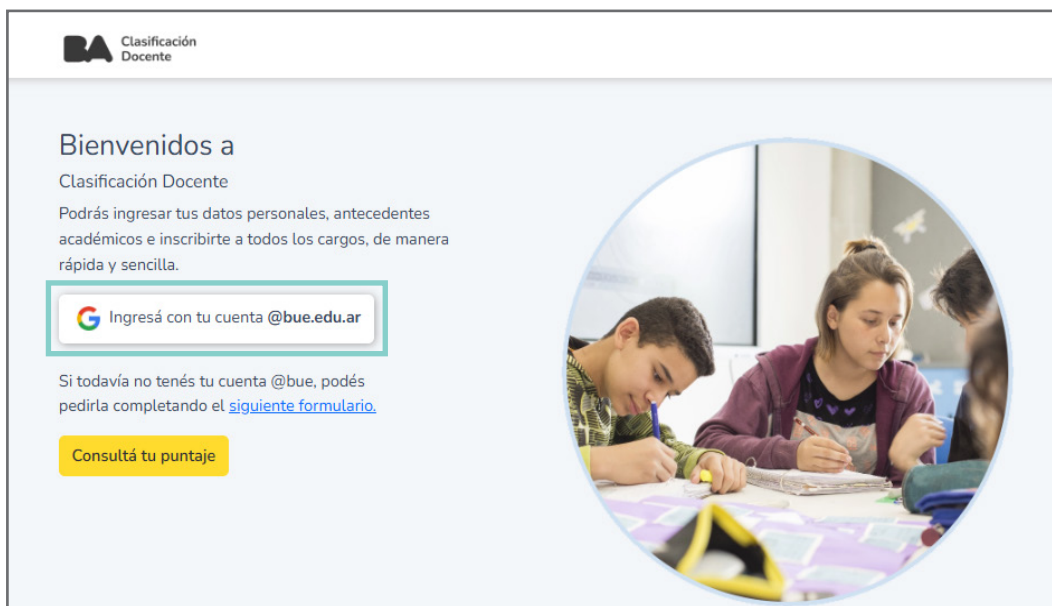 BA Clasificación
Docente
Bienvenidos a
Clasificación Docente
Podrás ingresar tus datos personales, antecedentes
académicos e inscribirte a todos los cargos, de manera
rápida y sencilla.
Ingresá con tu cuenta @bue.edu.ar
Si todavía no tenés tu cuenta @bue, podés
pedirla completando el siguiente formulario.
Consultá tu puntaje